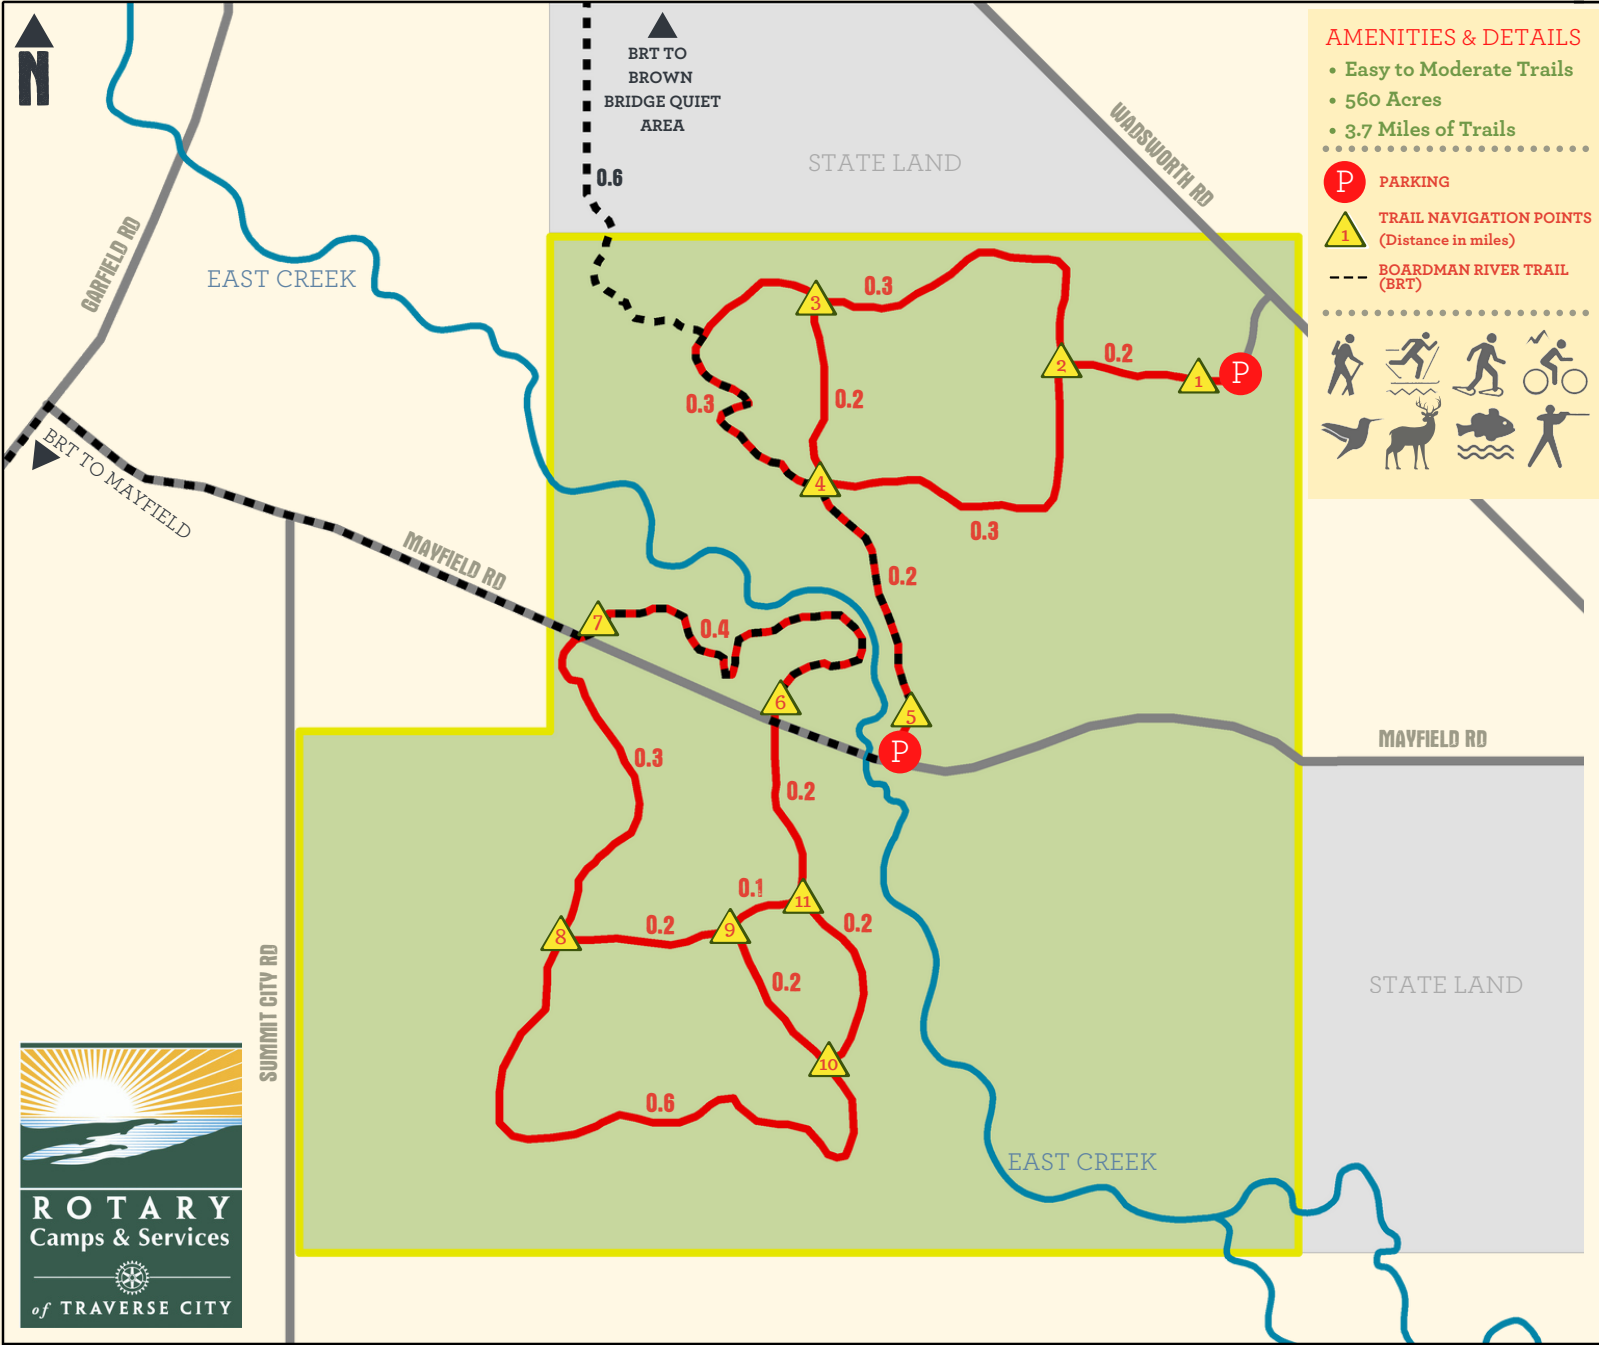 N
BRT TO
BROWN
BRIDGE QUIET
AREA
STATE LAND
WADSWORTH RD
AMENITIES & DETAILS
• Easy to Moderate Trails
• 560 Acres
• 3.7 Miles of Trails
P PARKING
1 TRAIL NAVIGATION POINTS
(Distance in miles)
BOARDMAN RIVER TRAIL
(BRT)
GARFIELD RD
EAST CREEK
0.6
3
0.3
2
0.2
1
P
0.3
0.2
4
0.3
BRT TO MAYFIELD
MAYFIELD RD
0.2
7
0.4
6
5
P
MAYFIELD RD
0.3
0.2
0.1
11
8
0.2
9
0.2
0.2
10
0.6
SUMMIT CITY RD
STATE LAND
EAST CREEK
ROTARY
Camps & Services
of TRAVERSE CITY